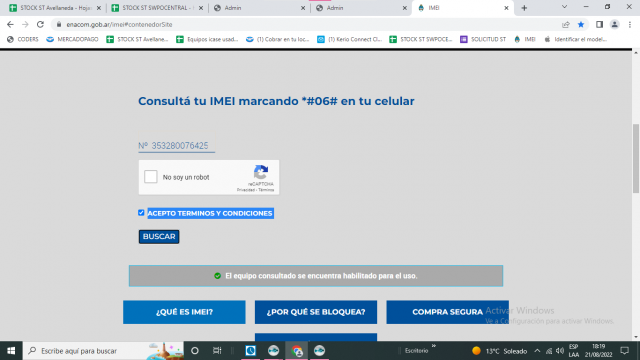 STOCK ST Avellaneda - Hoja
STOCK ST SWPOCENTRAL -
Admin
Admin
IMEI
enacom.gob.ar/imei#contenedorSite
CODERS
MERCADOPAGO
STOCK ST Avellane...
Equipos icase usad...
(1) Cobrar en tu loc...
(1) Kerio Connect Cl...
STOCK ST SWPOCE...
SOLICITUD ST
IMEI
Identificar el model...
Consultá tu IMEI marcando *#06# en tu celular
Nº 353280076425
No soy un robot
reCAPTCHA
Privacidad - Términos
ACEPTO TERMINOS Y CONDICIONES
BUSCAR
El equipo consultado se encuentra habilitado para el uso.
¿QUÉ ES IMEI?
¿POR QUÉ SE BLOQUEA?
COMPRA SEGURA
Activar Windows
Ve a Configuración para activar Windows.
Escribe aquí para buscar
Escritorio
13°C Soleado
ESP
LAA
18:19
21/08/2022